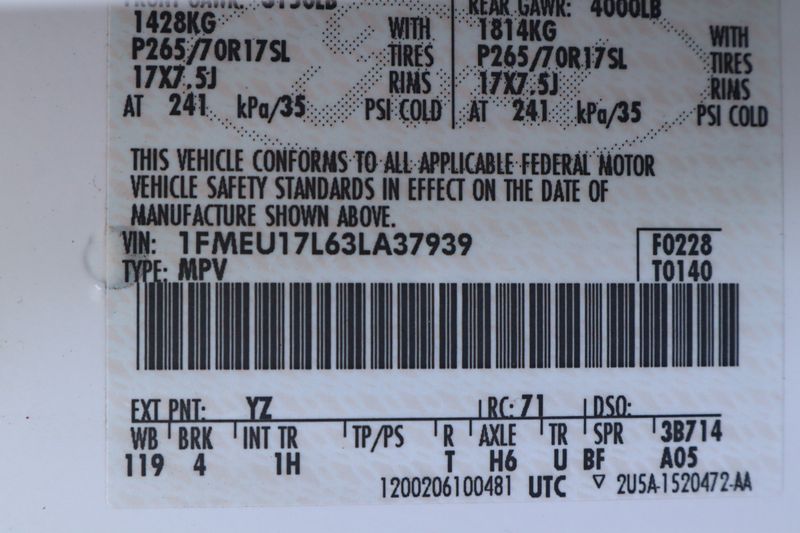 FRONT GAWR: 3150LB REAR GAWR: 4000LB
1428KG WITH 1814KG WITH
P265/70R17SL TIRES P265/70R17SL TIRES
17X7.5J RIMS 17X7.5J RIMS
AT 241 kPa/35 PSI COLD AT 241 kPa/35 PSI COLD
THIS VEHICLE CONFORMS TO ALL APPLICABLE FEDERAL MOTOR
VEHICLE SAFETY STANDARDS IN EFFECT ON THE DATE OF
MANUFACTURE SHOWN ABOVE.
VIN: 1FMEU17L63LA37939 F0228
TYPE: MPV T0140
EXT PNT: YZ RC: 71 DSO:
WB BRK INT TR TP/PS R AXLE TR SPR 3B714
119 4 1H T H6 U BF A05
1200206100481 UTC ▽ 2U5A-1520472-AA